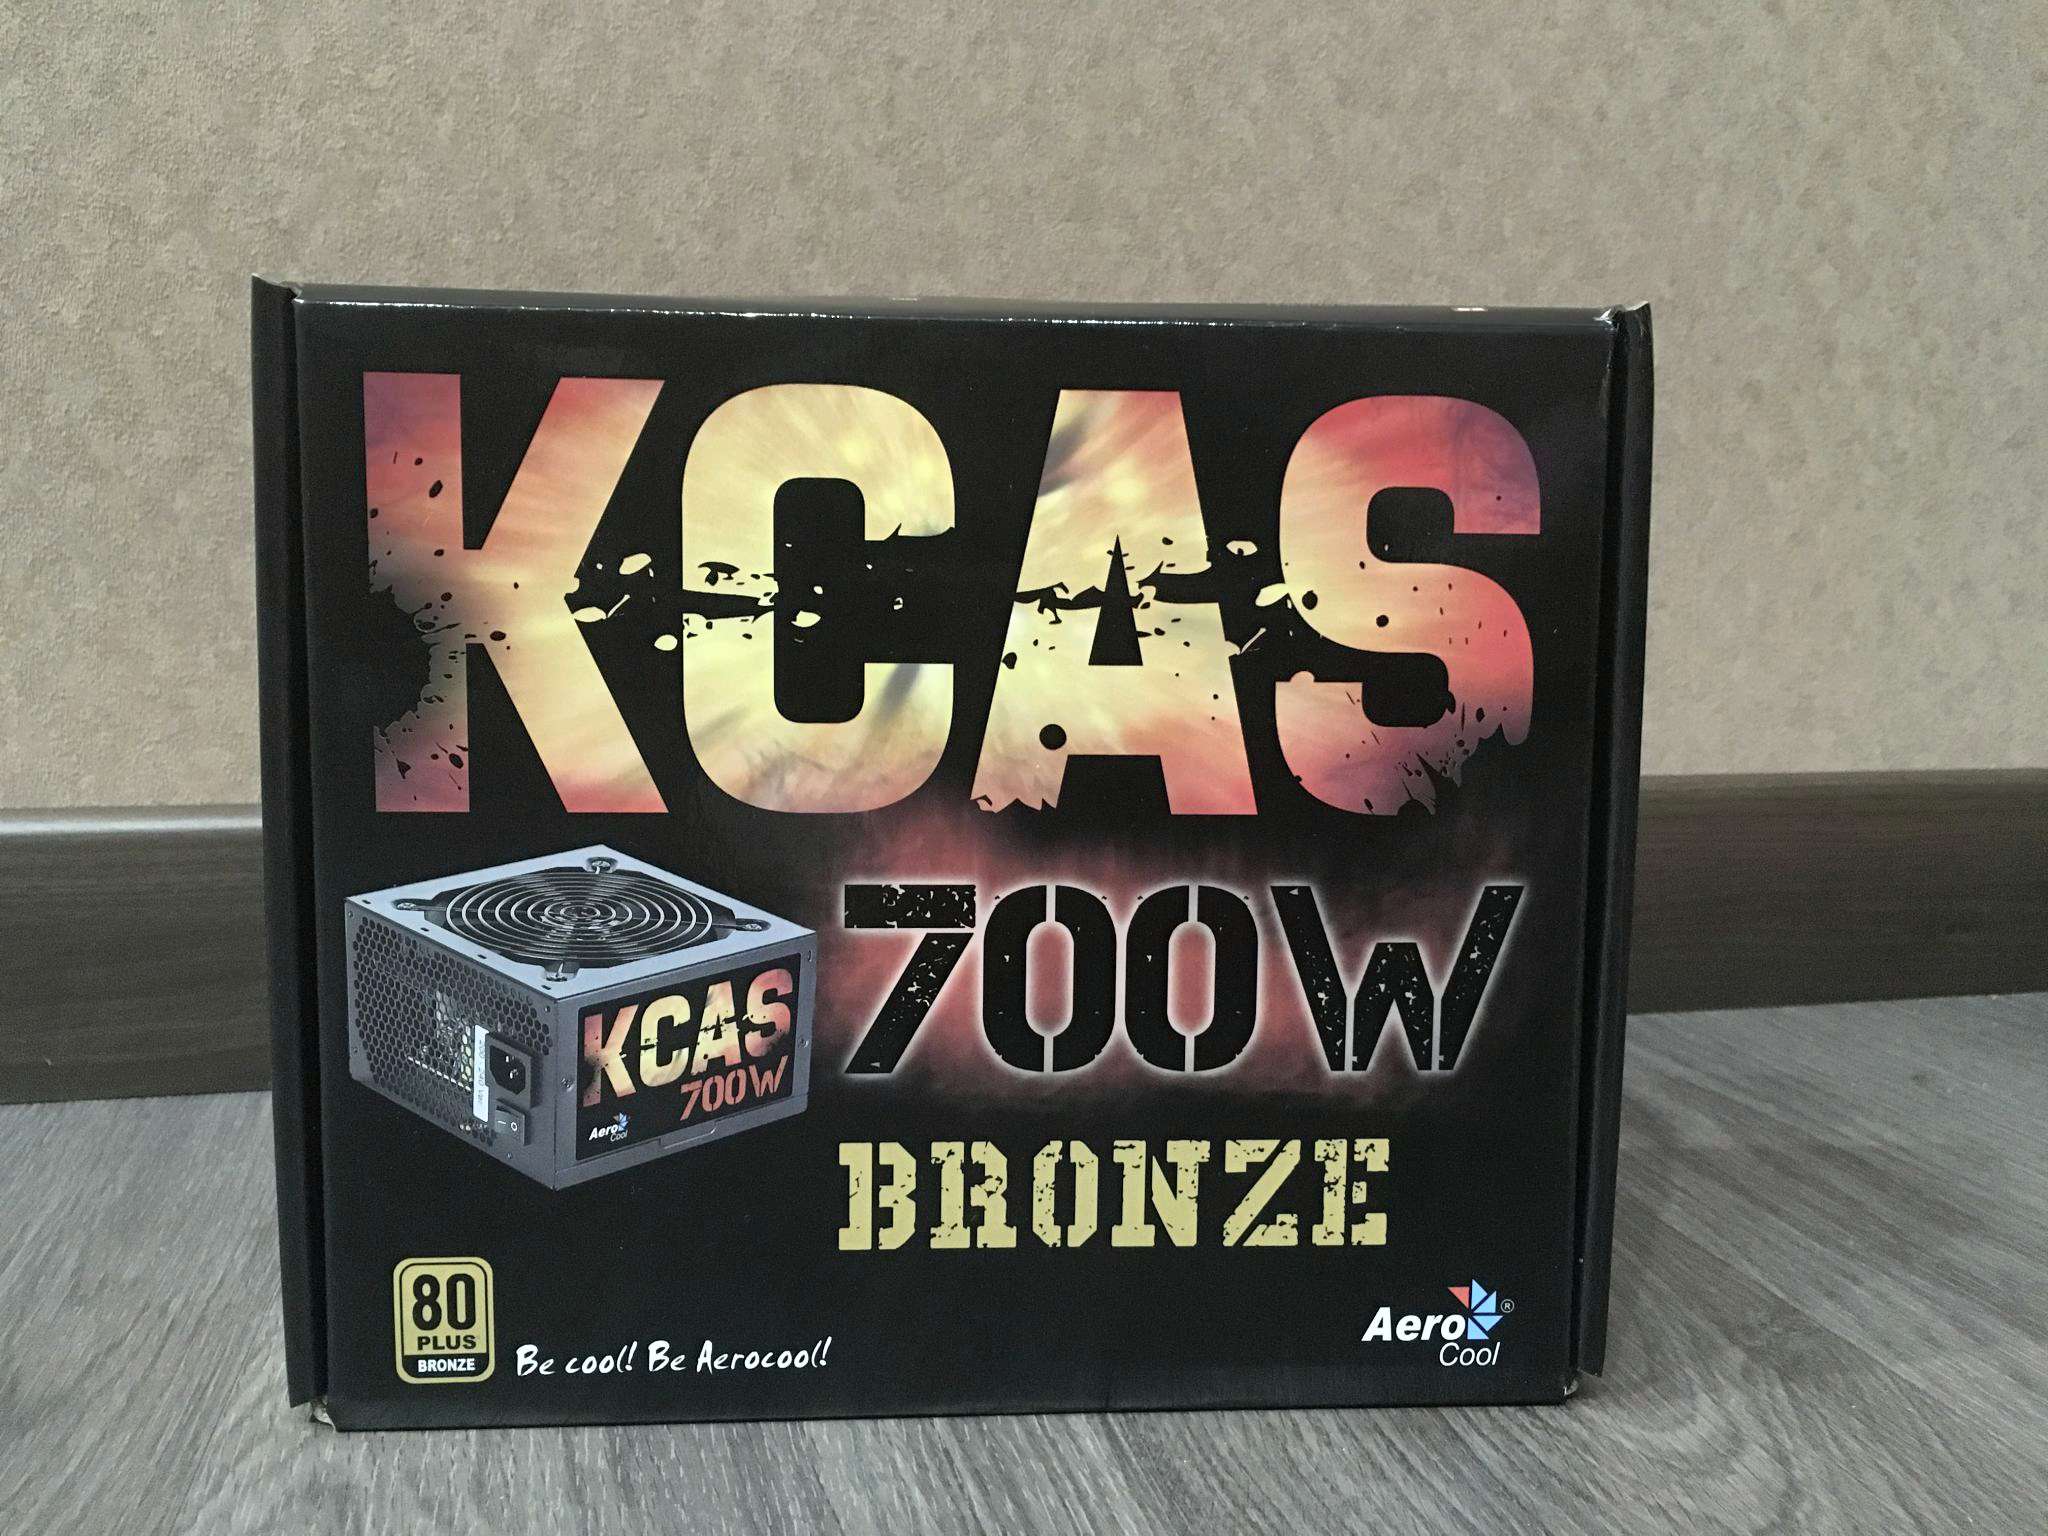 KCAS
700W
BRONZE
KCAS
700W
Aero
Cool
80
PLUS
BRONZE
Be cool! Be Aerocool!
Aero
Cool
®